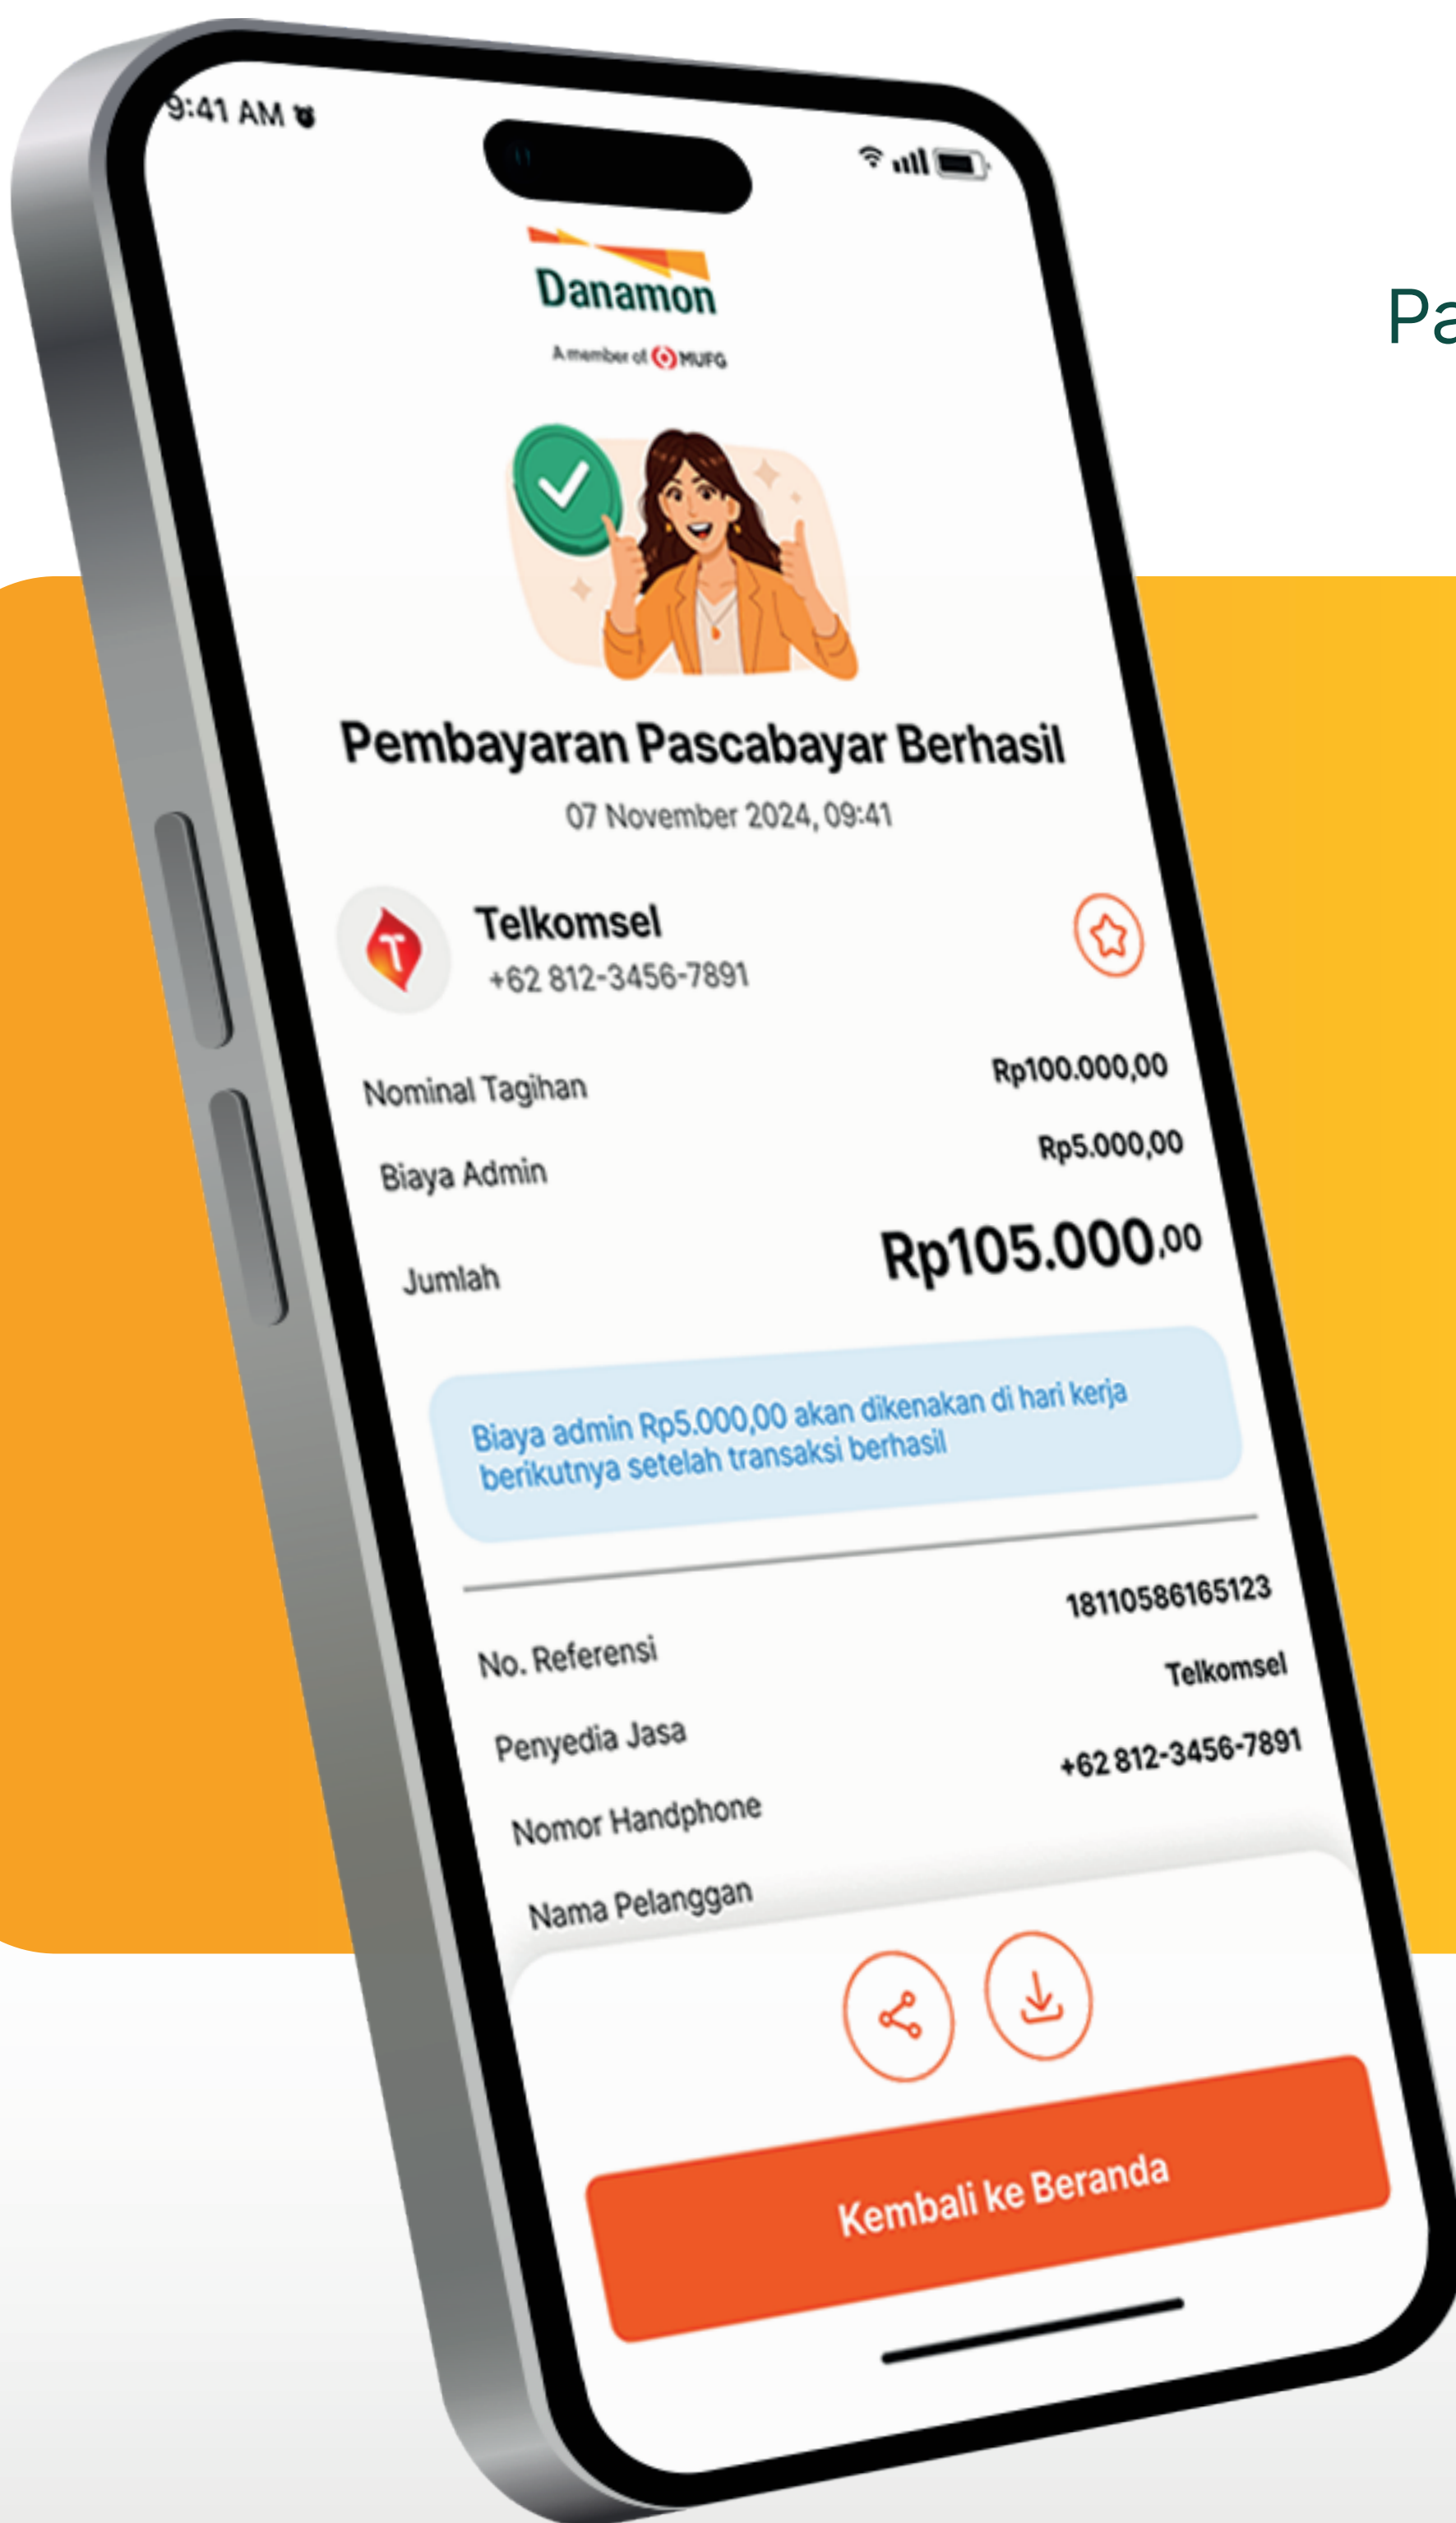 9:41 AM
Danamon
A member of MUFG
Pa
Pembayaran Pascabayar Berhasil
07 November 2024, 09:41
Telkomsel
+62 812-3456-7891
Nominal Tagihan Rp100.000,00
Biaya Admin Rp5.000,00
Jumlah Rp105.000,00
Biaya admin Rp5.000,00 akan dikenakan di hari kerja
berikutnya setelah transaksi berhasil
No. Referensi 18110586165123
Penyedia Jasa Telkomsel
Nomor Handphone +62 812-3456-7891
Nama Pelanggan
Kembali ke Beranda